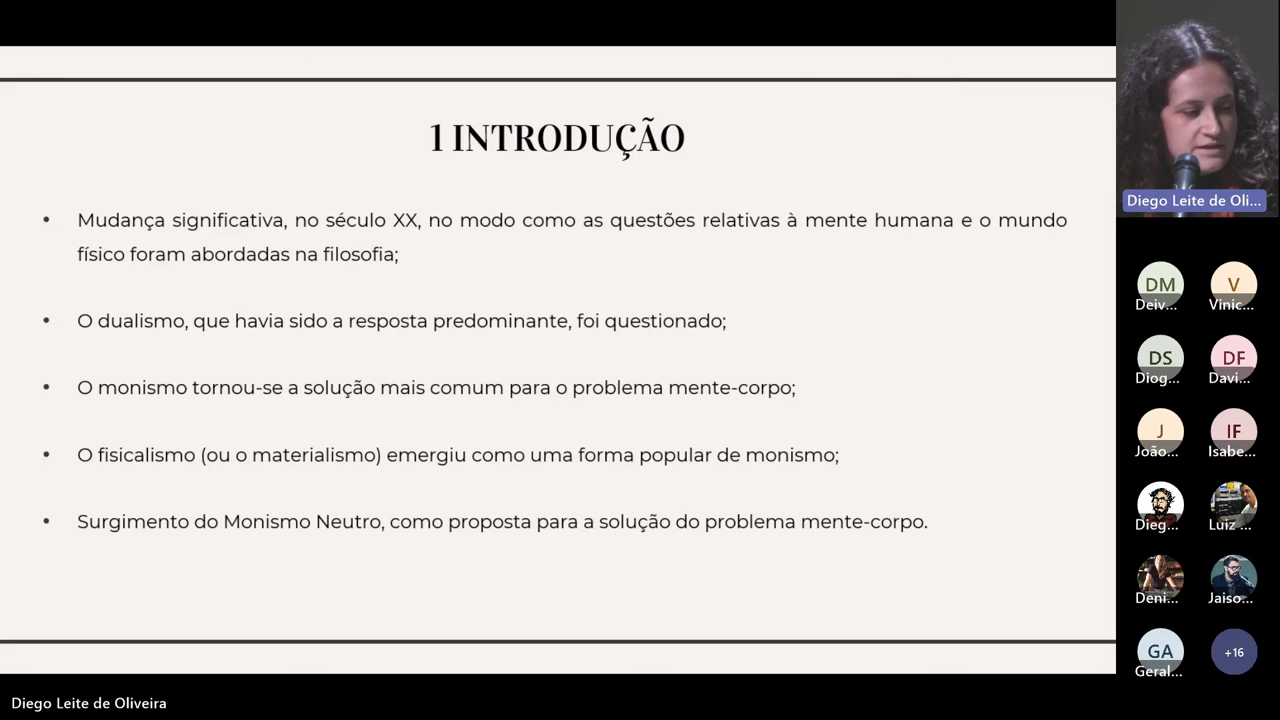 1 INTRODUÇÃO
• Mudança significativa, no século XX, no modo como as questões relativas à mente humana e o mundo
físico foram abordadas na filosofia;
• O dualismo, que havia sido a resposta predominante, foi questionado;
• O monismo tornou-se a solução mais comum para o problema mente-corpo;
• O fisicalismo (ou o materialismo) emergiu como uma forma popular de monismo;
• Surgimento do Monismo Neutro, como proposta para a solução do problema mente-corpo.
Diego Leite de Oli...
DM
Deiv...
V
Vinic...
DS
Diog...
DF
Davi...
J
João...
IF
Isabe...
Dieg...
Luiz ...
Deni...
Jaiso...
GA
Geral...
+16
Diego Leite de Oliveira